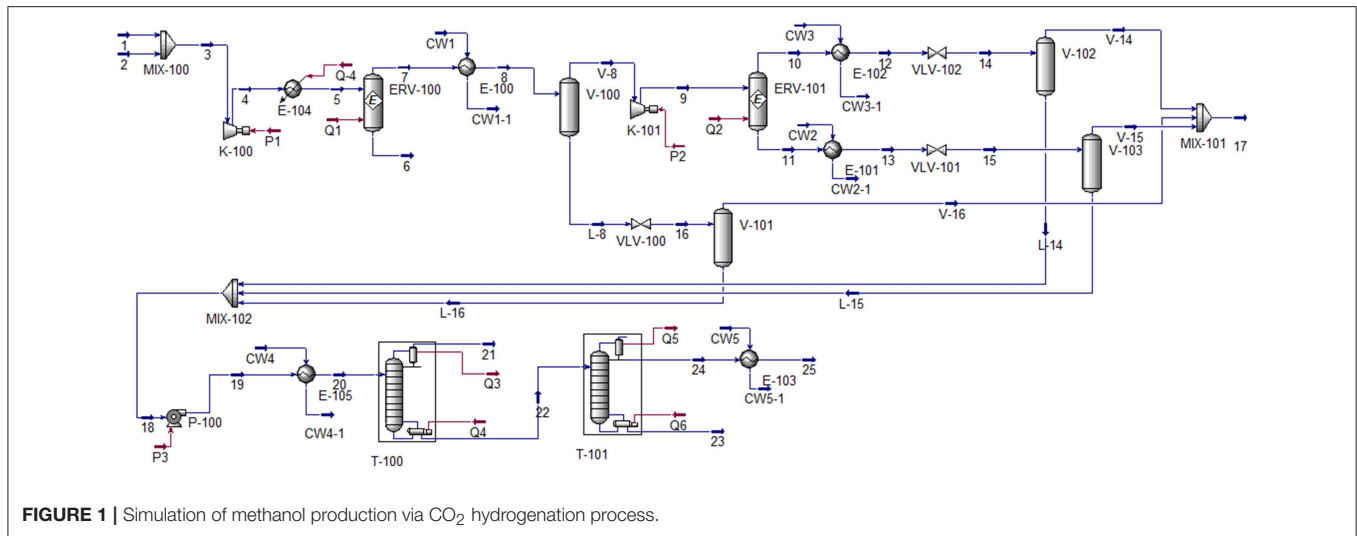 1
2
MIX-100
3
4
K-100
P1
Q-4
E-104
5
Q1
ERV-100
6
7
CW1
E-100
CW1-1
8
V-100
V-8
K-101
P2
9
Q2
ERV-101
10
11
CW3
E-102
CW3-1
12
VLV-102
14
V-102
V-14
CW2
E-101
CW2-1
13
VLV-101
15
V-15
V-103
MIX-101
17
L-8
VLV-100
16
V-101
V-16
L-14
L-15
L-16
MIX-102
18
P-100
P3
19
CW4
E-105
CW4-1
20
T-100
21
Q3
Q4
22
T-101
Q5
24
CW5
E-103
CW5-1
25
Q6
23
E
E
FIGURE 1 | Simulation of methanol production via CO₂ hydrogenation process.